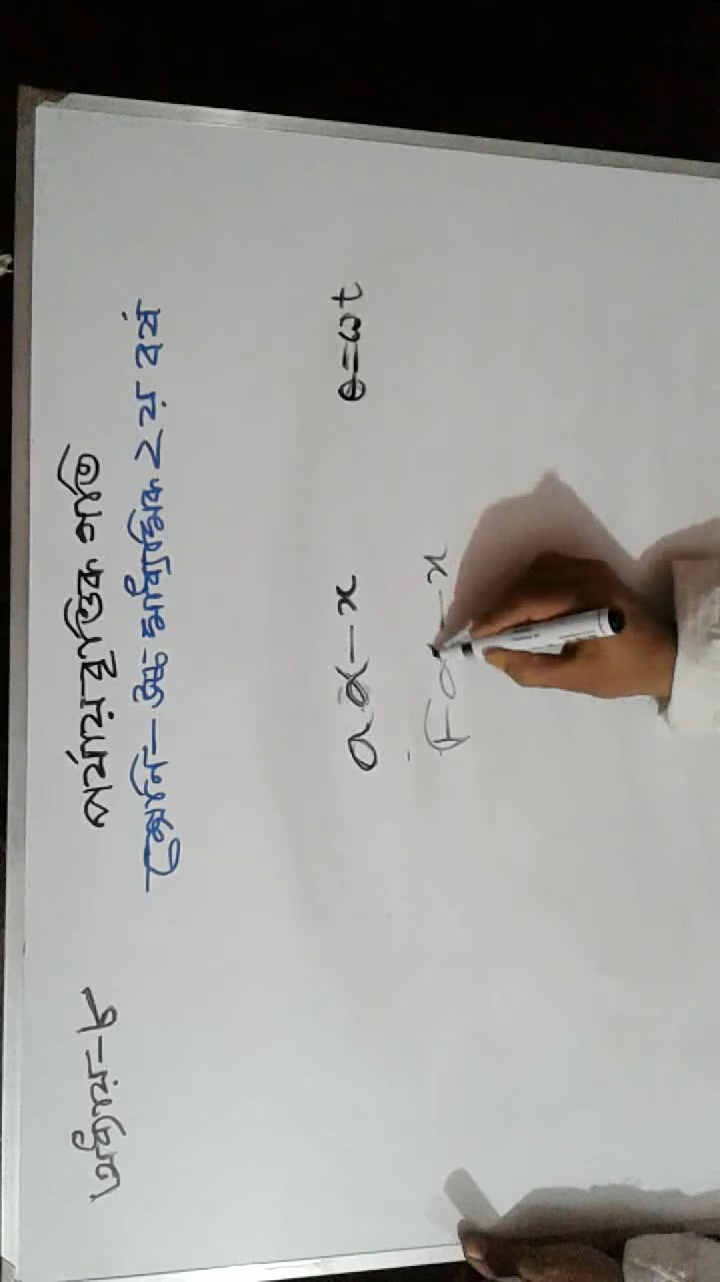 অধ্যায়-৮
পর্যায়বৃত্তিক গতি
শ্রেনি-উচ্চ মাধ্যমিক ২য় বর্ষ
a α - x
θ = ωt
F α - x